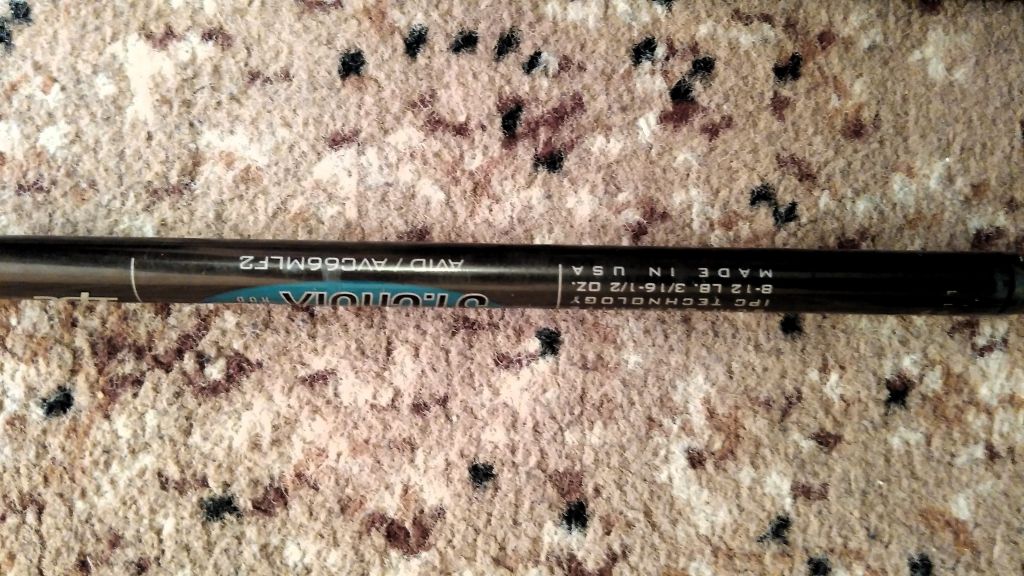 IPC TECHNOLOGY
8-12 LB. 3/16-1/2 OZ.
MADE IN USA
St.Croix
ROD
AVID / AVC66MLF2